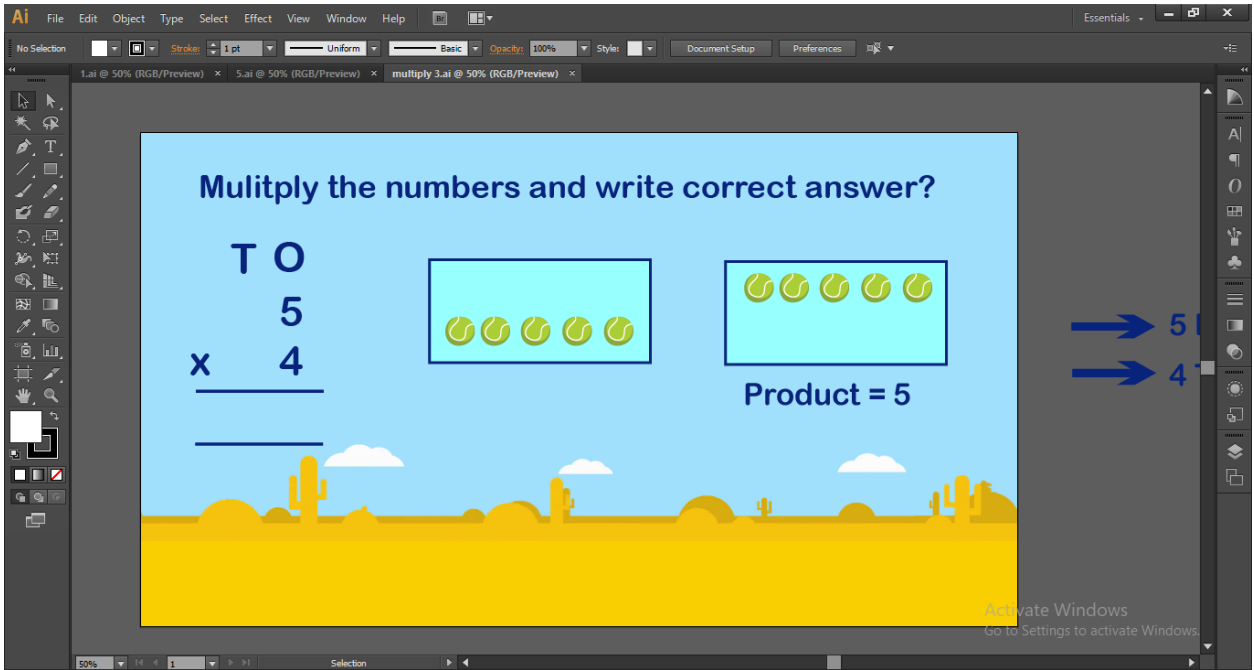 Ai File Edit Object Type Select Effect View Window Help Br Essentials
No Selection Stroke: 1 pt Uniform Basic Opacity: 100% Style: Document Setup Preferences
1.ai @ 50% (RGB/Preview) × 5.ai @ 50% (RGB/Preview) × multiply 3.ai @ 50% (RGB/Preview) ×
Mulitply the numbers and write correct answer?
T O
5
x 4
Product = 5
5
4
Activate Windows
Go to Settings to activate Windows.
50% 1 Selection